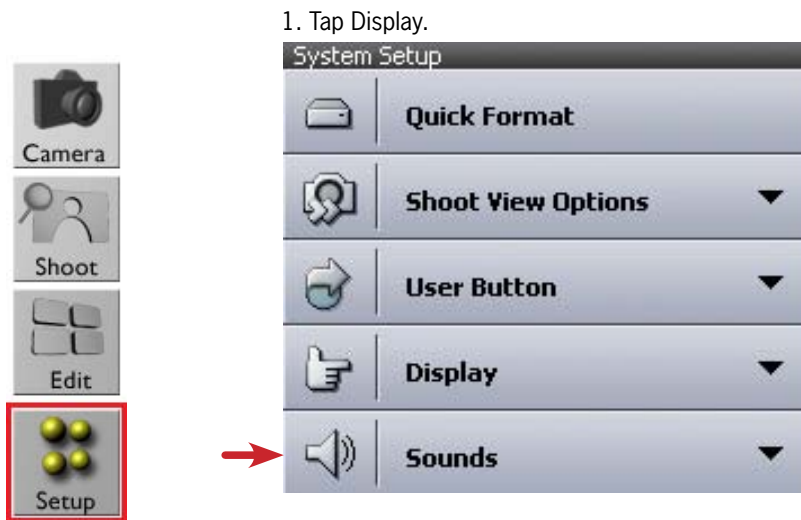 1. Tap Display.
System Setup
Camera
Shoot
Edit
Setup
Quick Format
Shoot View Options
User Button
Display
Sounds